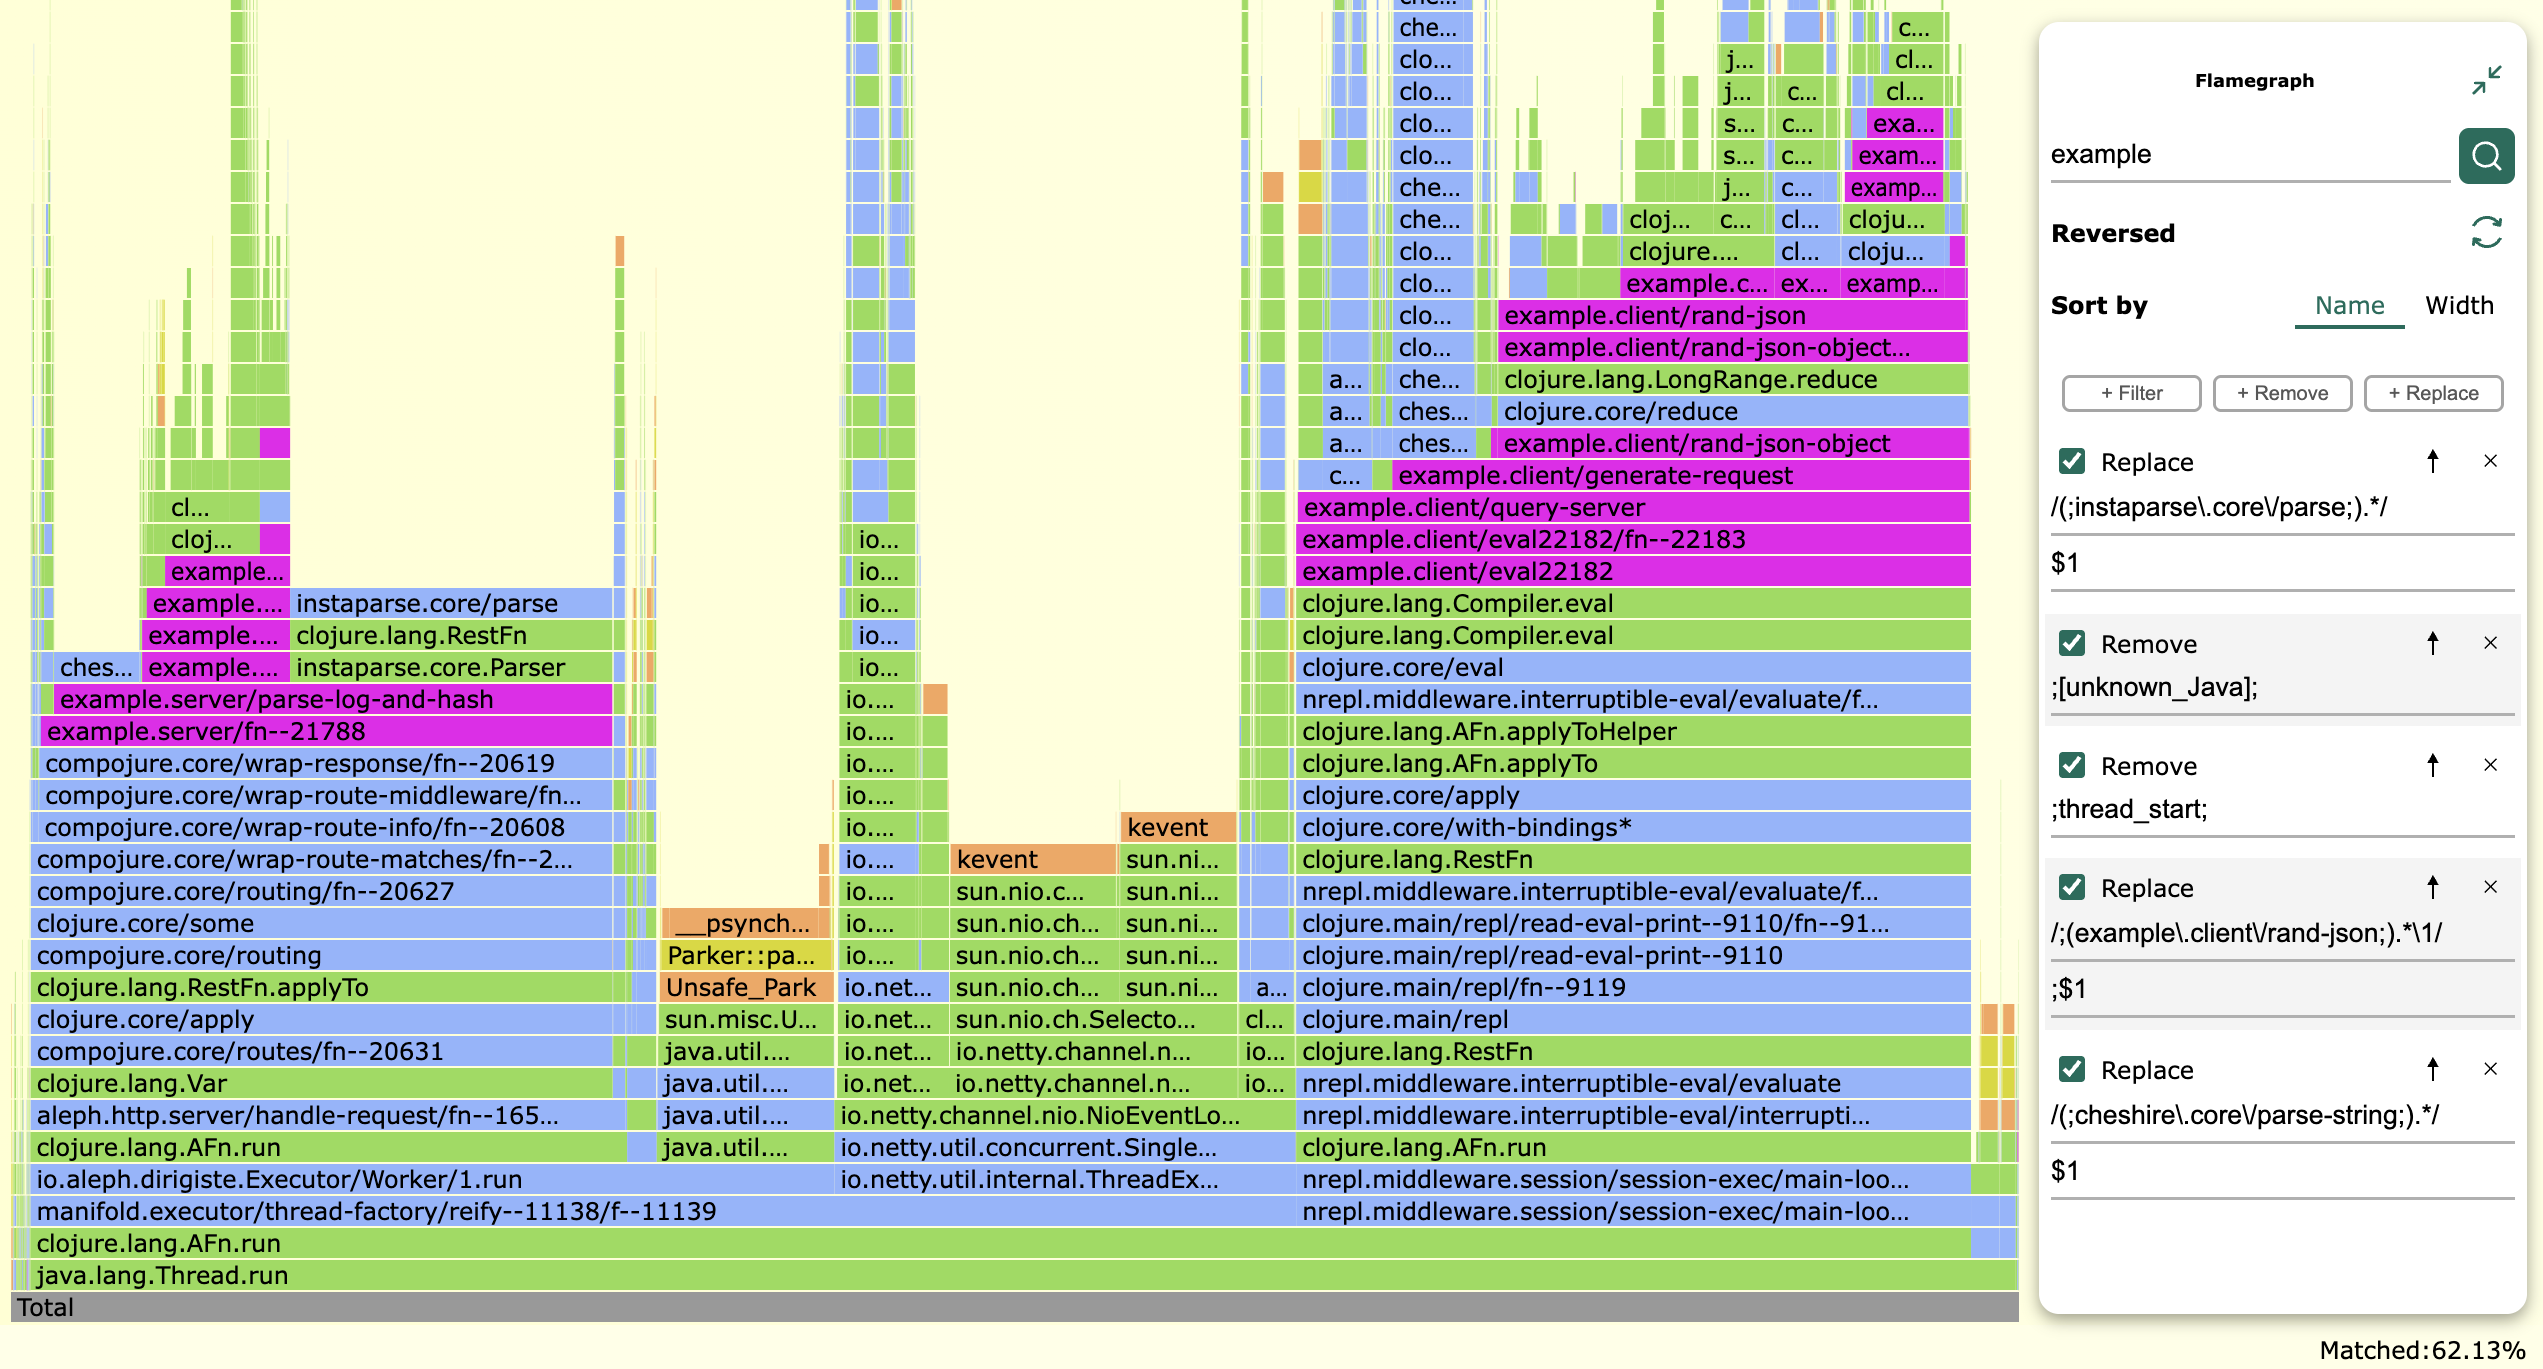 che...
che... c...
clo... j... cl...
clo... j... c... cl...
clo... s... c... exa...
clo... s... c... exam...
che... j... c... examp...
che... cloj... c... cl... cloju...
clo... clojure.... cl... cloju...
clo... example.c... ex... examp...
clo... example.client/rand-json
clo... example.client/rand-json-object...
a... che... clojure.lang.LongRange.reduce
a... ches... clojure.core/reduce
a... ches... example.client/rand-json-object
c... example.client/generate-request
cl... example.client/query-server
cloj... io... example.client/eval22182/fn--22183
example... io... example.client/eval22182
example.... instaparse.core/parse io... clojure.lang.Compiler.eval
example.... clojure.lang.RestFn io... clojure.lang.Compiler.eval
ches... example.... instaparse.core.Parser io... clojure.core/eval
example.server/parse-log-and-hash io.... nrepl.middleware.interruptible-eval/evaluate/f...
example.server/fn--21788 io.... clojure.lang.AFn.applyToHelper
compojure.core/wrap-response/fn--20619 io.... clojure.lang.AFn.applyTo
compojure.core/wrap-route-middleware/fn... io.... clojure.core/apply
compojure.core/wrap-route-info/fn--20608 io.... kevent clojure.core/with-bindings*
compojure.core/wrap-route-matches/fn--2... io.... kevent sun.ni... clojure.lang.RestFn
compojure.core/routing/fn--20627 io.... sun.nio.c... sun.ni... nrepl.middleware.interruptible-eval/evaluate/f...
clojure.core/some __psynch... io.... sun.nio.ch... sun.ni... clojure.main/repl/read-eval-print--9110/fn--91...
compojure.core/routing Parker::pa... io.... sun.nio.ch... sun.ni... clojure.main/repl/read-eval-print--9110
clojure.lang.RestFn.applyTo Unsafe_Park io.net... sun.nio.ch... sun.ni... a... clojure.main/repl/fn--9119
clojure.core/apply sun.misc.U... io.net... sun.nio.ch.Selecto... cl... clojure.main/repl
compojure.core/routes/fn--20631 java.util.... io.net... io.netty.channel.n... io... clojure.lang.RestFn
clojure.lang.Var java.util.... io.net... io.netty.channel.n... io... nrepl.middleware.interruptible-eval/evaluate
aleph.http.server/handle-request/fn--165... java.util.... io.netty.channel.nio.NioEventLo... nrepl.middleware.interruptible-eval/interrupti...
clojure.lang.AFn.run java.util.... io.netty.util.concurrent.Single... clojure.lang.AFn.run
io.aleph.dirigiste.Executor/Worker/1.run io.netty.util.internal.ThreadEx... nrepl.middleware.session/session-exec/main-loo...
manifold.executor/thread-factory/reify--11138/f--11139 nrepl.middleware.session/session-exec/main-loo...
clojure.lang.AFn.run
java.lang.Thread.run
Total
Flamegraph
example
Reversed
Sort by Name Width
+ Filter + Remove + Replace
Replace ↑ ×
/(;instaparse\.core\/parse;).*/
$1
Remove ↑ ×
;[unknown_Java];
Remove ↑ ×
;thread_start;
Replace ↑ ×
/;(example\.client\/rand-json;).*\1/
;$1
Replace ↑ ×
/(;cheshire\.core\/parse-string;).*/
$1
Matched:62.13%